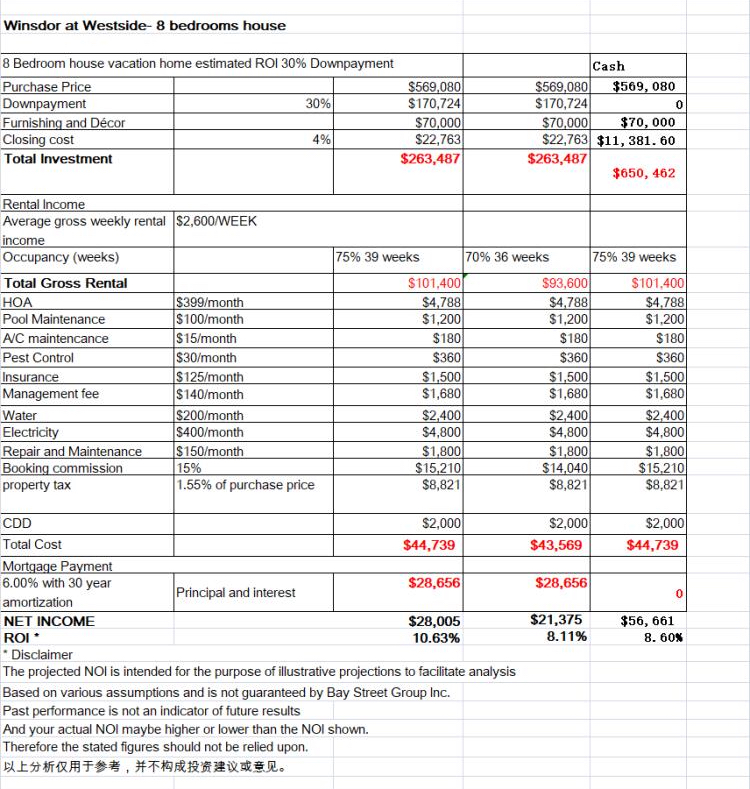 Winsdor at Westside- 8 bedrooms house
8 Bedroom house vacation home estimated ROI 30% Downpayment Cash
Purchase Price $569,080 $569,080 $569,080
Downpayment 30% $170,724 $170,724 0
Furnishing and Décor $70,000 $70,000 $70,000
Closing cost 4% $22,763 $22,763 $11,381.60
Total Investment $263,487 $263,487 $650,462
Rental Income
Average gross weekly rental income $2,600/WEEK
Occupancy (weeks) 75% 39 weeks 70% 36 weeks 75% 39 weeks
Total Gross Rental $101,400 $93,600 $101,400
HOA $399/month $4,788 $4,788 $4,788
Pool Maintenance $100/month $1,200 $1,200 $1,200
A/C maintencance $15/month $180 $180 $180
Pest Control $30/month $360 $360 $360
Insurance $125/month $1,500 $1,500 $1,500
Management fee $140/month $1,680 $1,680 $1,680
Water $200/month $2,400 $2,400 $2,400
Electricity $400/month $4,800 $4,800 $4,800
Repair and Maintenance $150/month $1,800 $1,800 $1,800
Booking commission 15% $15,210 $14,040 $15,210
property tax 1.55% of purchase price $8,821 $8,821 $8,821
CDD $2,000 $2,000 $2,000
Total Cost $44,739 $43,569 $44,739
Mortgage Payment
6.00% with 30 year amortization Principal and interest $28,656 $28,656 0
NET INCOME $28,005 $21,375 $56,661
ROI * 10.63% 8.11% 8.60%
* Disclaimer
The projected NOI is intended for the purpose of illustrative projections to facilitate analysis
Based on various assumptions and is not guaranteed by Bay Street Group Inc.
Past performance is not an indicator of future results
And your actual NOI maybe higher or lower than the NOI shown.
Therefore the stated figures should not be relied upon.
以上分析仅用于参考，并不构成投资建议或意见。